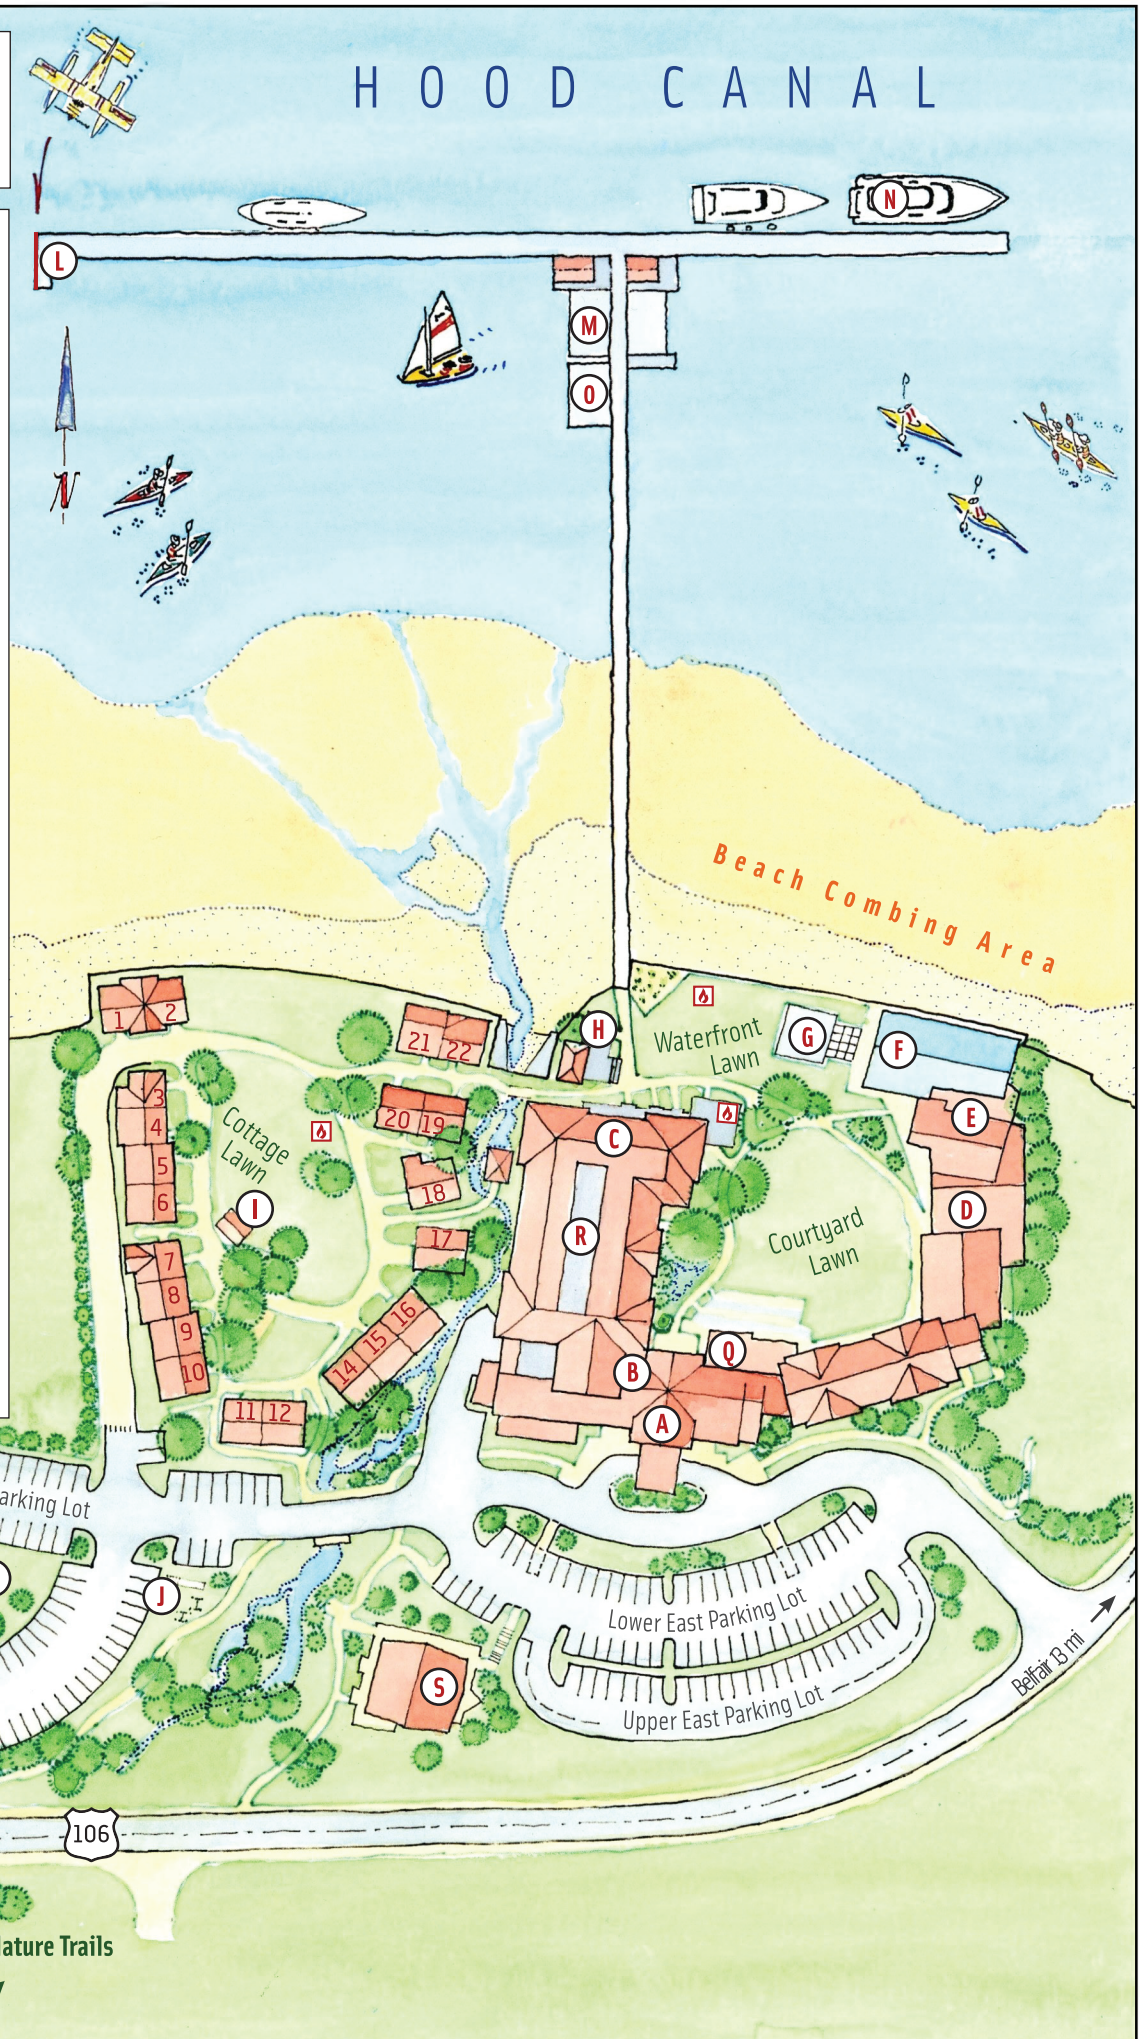 HOOD CANAL
N
L
M
O
N
Beach Combing Area
H
Waterfront
Lawn
G
F
1
2
21
22
3
4
5
6
20
19
18
17
Cottage
Lawn
I
C
E
D
R
Courtyard
Lawn
7
8
9
10
14
15
16
11
12
B
Q
A
arking Lot
J
Lower East Parking Lot
Upper East Parking Lot
S
Belfair 13 mi
106
ature Trails